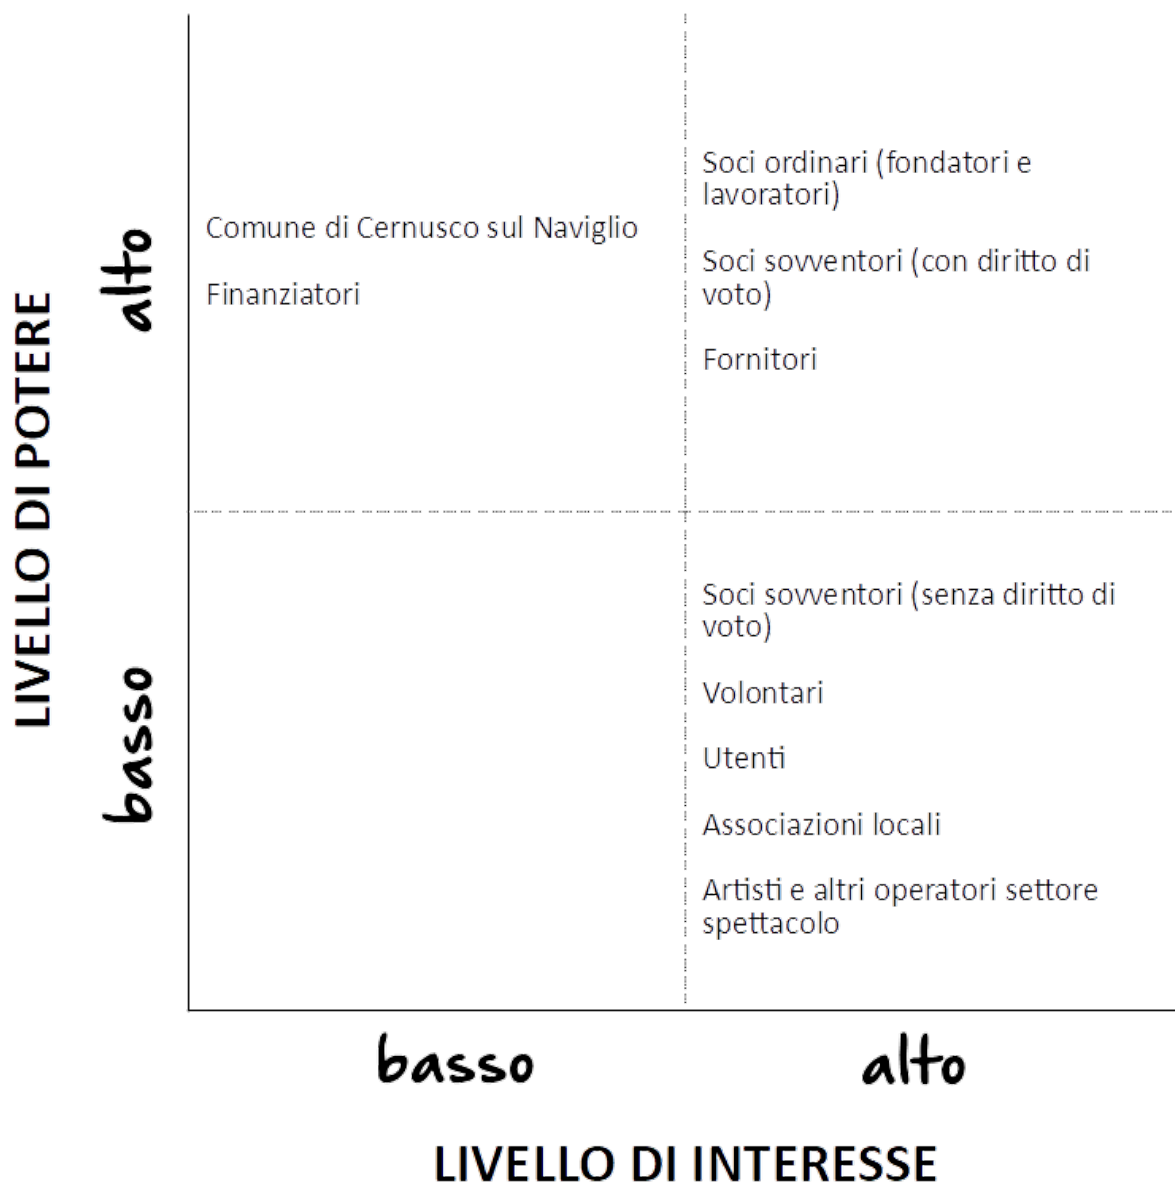 LIVELLO DI POTERE
alto
Comune di Cernusco sul Naviglio
Finanziatori
Soci ordinari (fondatori e
lavoratori)
Soci sovventori (con diritto di
voto)
Fornitori
basso
Soci sovventori (senza diritto di
voto)
Volontari
Utenti
Associazioni locali
Artisti e altri operatori settore
spettacolo
basso
alto
LIVELLO DI INTERESSE